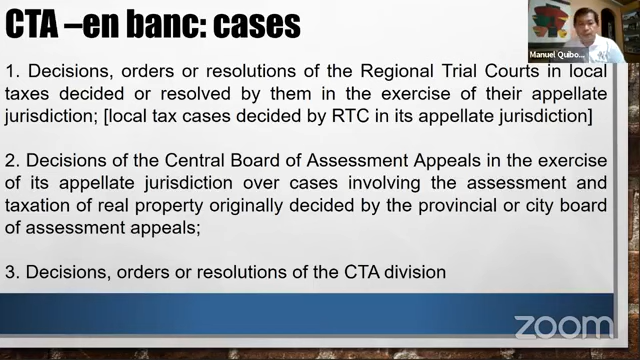 CTA –en banc: cases
Manuel Quibo...
1. Decisions, orders or resolutions of the Regional Trial Courts in local
taxes decided or resolved by them in the exercise of their appellate
jurisdiction; [local tax cases decided by RTC in its appellate jurisdiction]
2. Decisions of the Central Board of Assessment Appeals in the exercise
of its appellate jurisdiction over cases involving the assessment and
taxation of real property originally decided by the provincial or city board
of assessment appeals;
3. Decisions, orders or resolutions of the CTA division
zoom